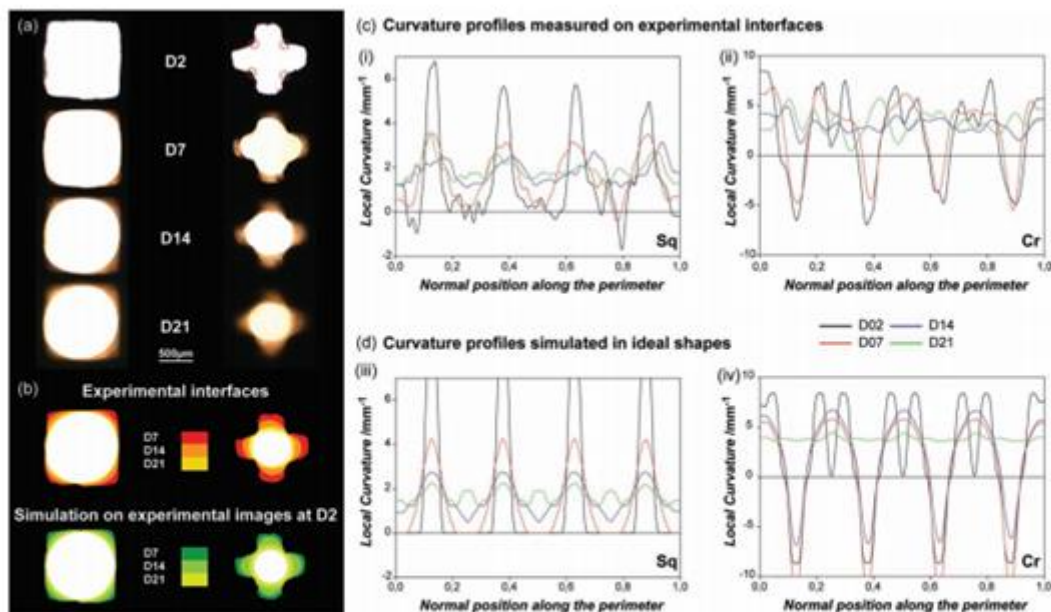 (a)
D2
D7
D14
D21
500µm
(b)
Experimental interfaces
D7
D14
D21
Simulation on experimental images at D2
D7
D14
D21
(c) Curvature profiles measured on experimental interfaces
(i)
Local Curvature /mm⁻¹
6
4
2
0
-2
Sq
0,0 0,2 0,4 0,6 0,8 1,0
Normal position along the perimeter
(ii)
Local Curvature /mm⁻¹
10
5
0
-5
-10
Cr
0,0 0,2 0,4 0,6 0,8 1,0
Normal position along the perimeter
D02 D14
D07 D21
(d) Curvature profiles simulated in ideal shapes
(iii)
Local Curvature /mm⁻¹
6
4
2
0
-2
Sq
0,0 0,2 0,4 0,6 0,8 1,0
Normal position along the perimeter
(iv)
Local Curvature /mm⁻¹
10
5
0
-5
-10
Cr
0,0 0,2 0,4 0,6 0,8 1,0
Normal position along the perimeter